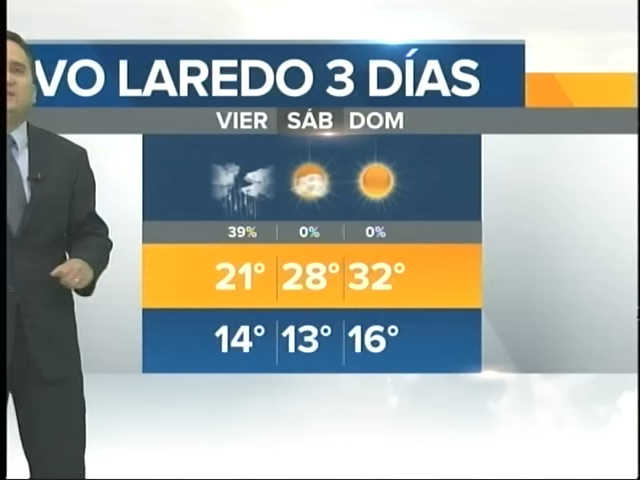 VO LAREDO 3 DÍAS
VIER SÁB DOM
39% 0% 0%
21° 28° 32°
14° 13° 16°